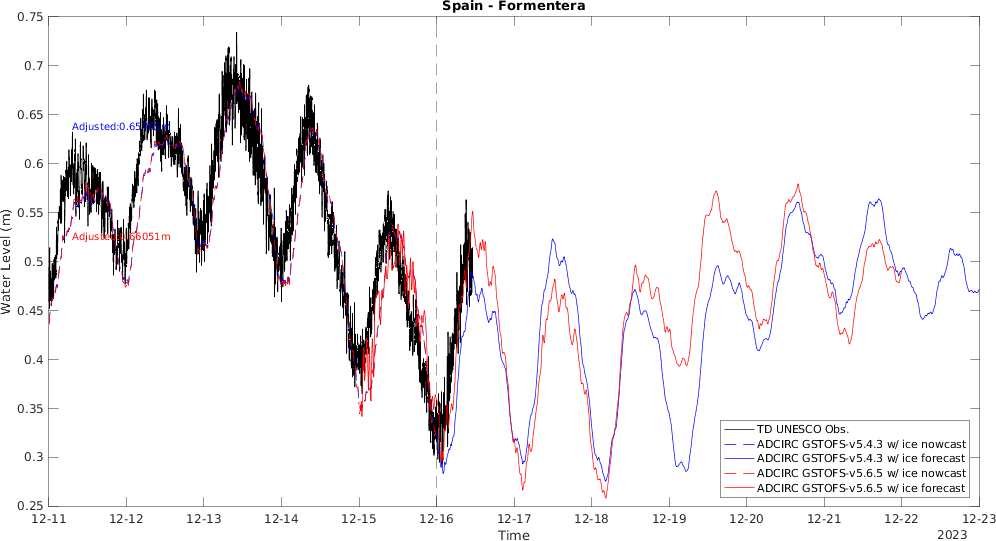 Spain - Formentera
0.75
0.7
0.65
0.6
0.55
0.5
0.45
0.4
0.35
0.3
0.25
Water Level (m)
Adjusted:0.65
TD UNESCO Obs.
ADCIRC GSTOFS-v5.4.3 w/ ice nowcast
ADCIRC GSTOFS-v5.4.3 w/ ice forecast
ADCIRC GSTOFS-v5.6.5 w/ ice nowcast
ADCIRC GSTOFS-v5.6.5 w/ ice forecast
12-11
12-12
12-13
12-14
12-15
12-16
12-17
12-18
12-19
12-20
12-21
12-22
12-23
Time
2023